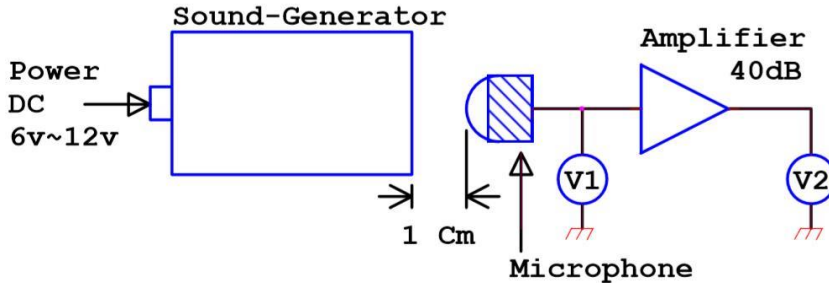 Sound-Generator
Amplifier
40dB
Power
DC
6v~12v
V1
V2
1 Cm
Microphone